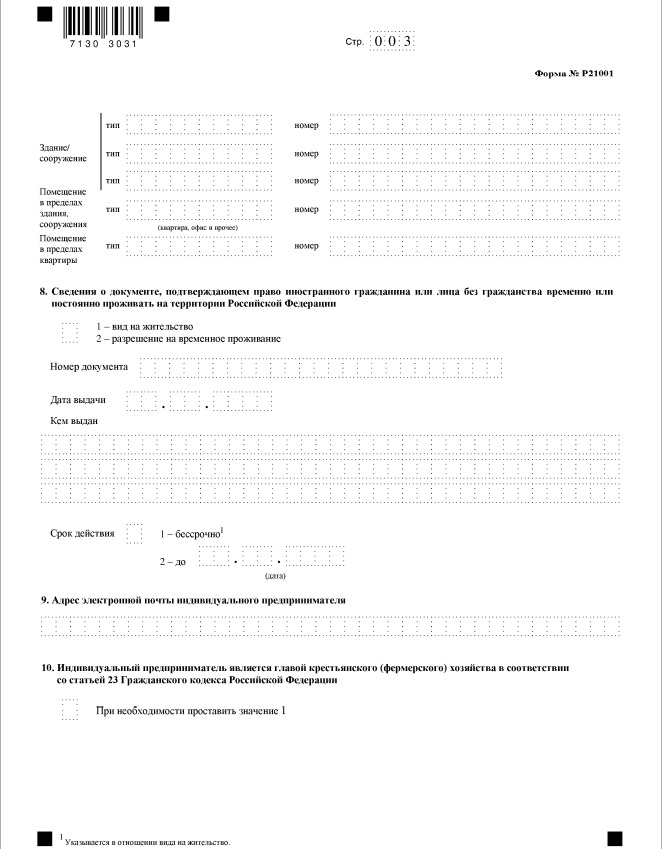 7130 3031
Стр. 003
Форма № Р21001
Здание/
сооружение
тип
номер
тип
номер
тип
номер
Помещение
в пределах
здания,
сооружения
тип
номер
(квартира, офис и прочее)
Помещение
в пределах
квартиры
тип
номер
8. Сведения о документе, подтверждающем право иностранного гражданина или лица без гражданства временно или
постоянно проживать на территории Российской Федерации
1 – вид на жительство
2 – разрешение на временное проживание
Номер документа
Дата выдачи . .
Кем выдан
Срок действия 1 – бессрочно1
2 – до . .
(дата)
9. Адрес электронной почты индивидуального предпринимателя
10. Индивидуальный предприниматель является главой крестьянского (фермерского) хозяйства в соответствии
со статьей 23 Гражданского кодекса Российской Федерации
При необходимости проставить значение 1
1 Указывается в отношении вида на жительство.